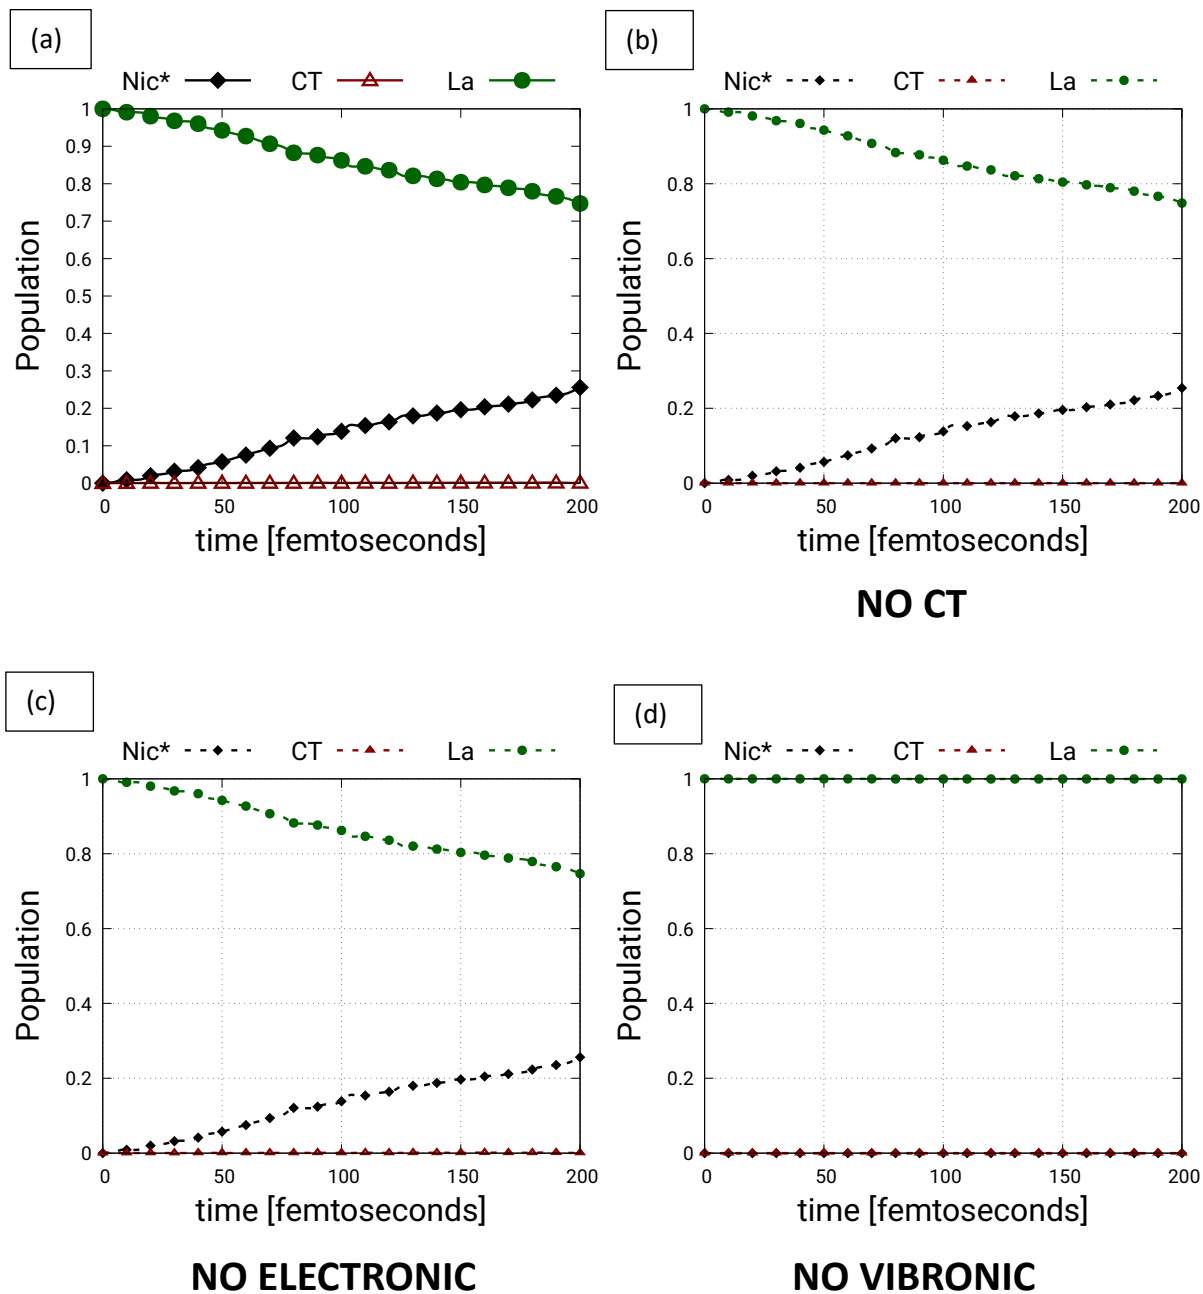 (a)
Nic* CT La
1
0.9
0.8
0.7
0.6
0.5
0.4
0.3
0.2
0.1
0
0 50 100 150 200
Population
time [femtoseconds]
(b)
Nic* CT La
1
0.8
0.6
0.4
0.2
0
0 50 100 150 200
Population
time [femtoseconds]
NO CT
(c)
Nic* CT La
1
0.8
0.6
0.4
0.2
0
0 50 100 150 200
Population
time [femtoseconds]
NO ELECTRONIC
(d)
Nic* CT La
1
0.8
0.6
0.4
0.2
0
0 50 100 150 200
Population
time [femtoseconds]
NO VIBRONIC